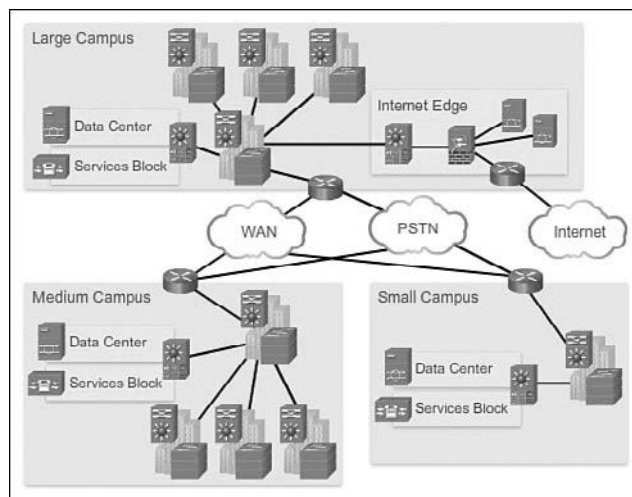 Large Campus
Internet Edge
Data Center
Services Block
WAN
PSTN
Internet
Medium Campus
Small Campus
Data Center
Services Block
Data Center
Services Block